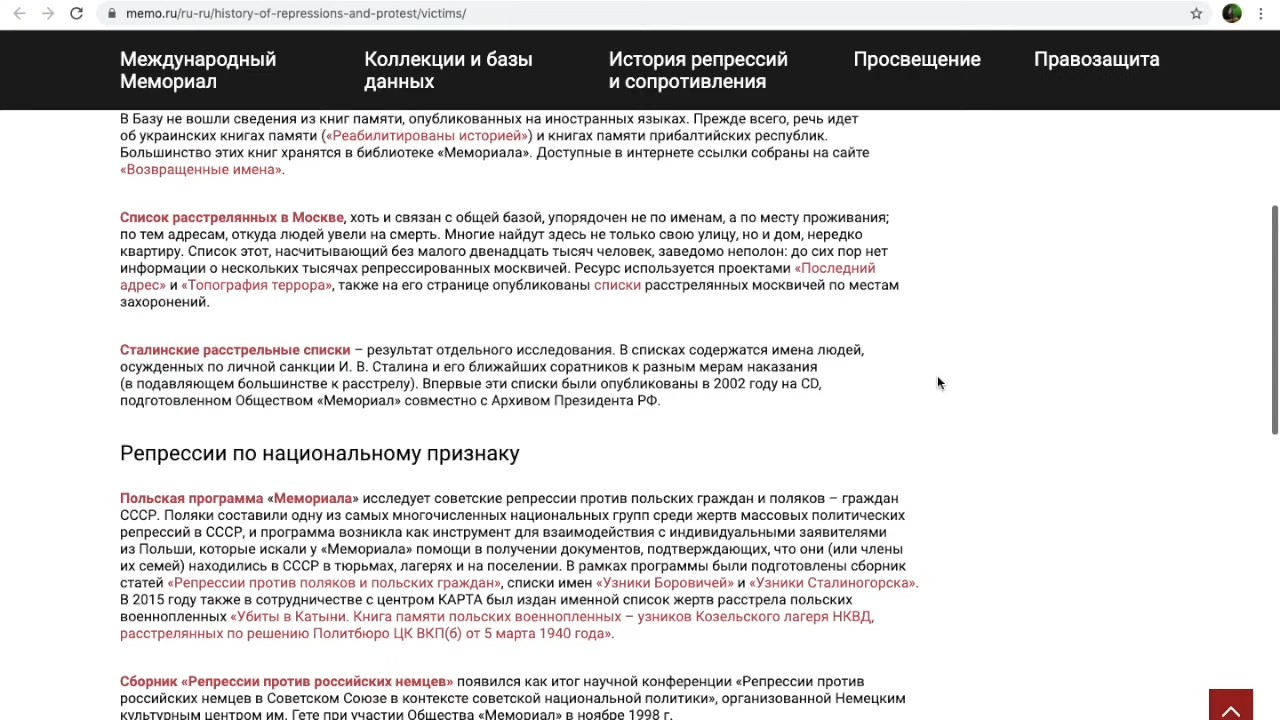 memo.ru/ru-ru/history-of-repressions-and-protest/victims/
Международный
Мемориал
Коллекции и базы
данных
История репрессий
и сопротивления
Просвещение
Правозащита
В Базу не вошли сведения из книг памяти, опубликованных на иностранных языках. Прежде всего, речь идет
об украинских книгах памяти («Реабилитированы историей») и книгах памяти прибалтийских республик.
Большинство этих книг хранятся в библиотеке «Мемориала». Доступные в интернете ссылки собраны на сайте
«Возвращенные имена».
Список расстрелянных в Москве, хоть и связан с общей базой, упорядочен не по именам, а по месту проживания;
по тем адресам, откуда людей увели на смерть. Многие найдут здесь не только свою улицу, но и дом, нередко
квартиру. Список этот, насчитывающий без малого двенадцать тысяч человек, заведомо неполон: до сих пор нет
информации о нескольких тысячах репрессированных москвичей. Ресурс используется проектами «Последний
адрес» и «Топография террора», также на его странице опубликованы списки расстрелянных москвичей по местам
захоронений.
Сталинские расстрельные списки – результат отдельного исследования. В списках содержатся имена людей,
осужденных по личной санкции И. В. Сталина и его ближайших соратников к разным мерам наказания
(в подавляющем большинстве к расстрелу). Впервые эти списки были опубликованы в 2002 году на CD,
подготовленном Обществом «Мемориал» совместно с Архивом Президента РФ.
Репрессии по национальному признаку
Польская программа «Мемориала» исследует советские репрессии против польских граждан и поляков – граждан
СССР. Поляки составили одну из самых многочисленных национальных групп среди жертв массовых политических
репрессий в СССР, и программа возникла как инструмент для взаимодействия с индивидуальными заявителями
из Польши, которые искали у «Мемориала» помощи в получении документов, подтверждающих, что они (или члены
их семей) находились в СССР в тюрьмах, лагерях и на поселении. В рамках программы были подготовлены сборник
статей «Репрессии против поляков и польских граждан», списки имен «Узники Боровичей» и «Узники Сталиногорска».
В 2015 году также в сотрудничестве с центром КАРТА был издан именной список жертв расстрела польских
военнопленных «Убиты в Катыни. Книга памяти польских военнопленных – узников Козельского лагеря НКВД,
расстрелянных по решению Политбюро ЦК ВКП(б) от 5 марта 1940 года».
Сборник «Репрессии против российских немцев» появился как итог научной конференции «Репрессии против
российских немцев в Советском Союзе в контексте советской национальной политики», организованной Немецким
культурным центром им. Гете при участии Общества «Мемориал» в ноябре 1998 г.